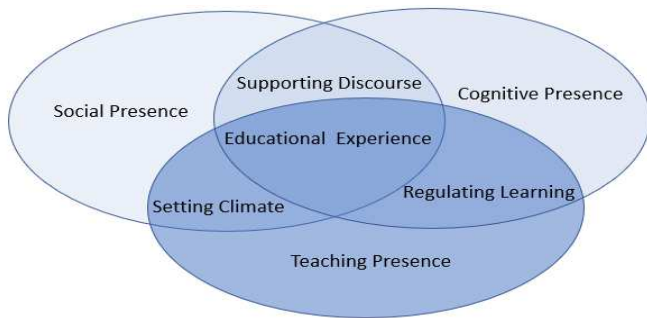 Supporting Discourse
Cognitive Presence
Social Presence
Educational Experience
Regulating Learning
Setting Climate
Teaching Presence